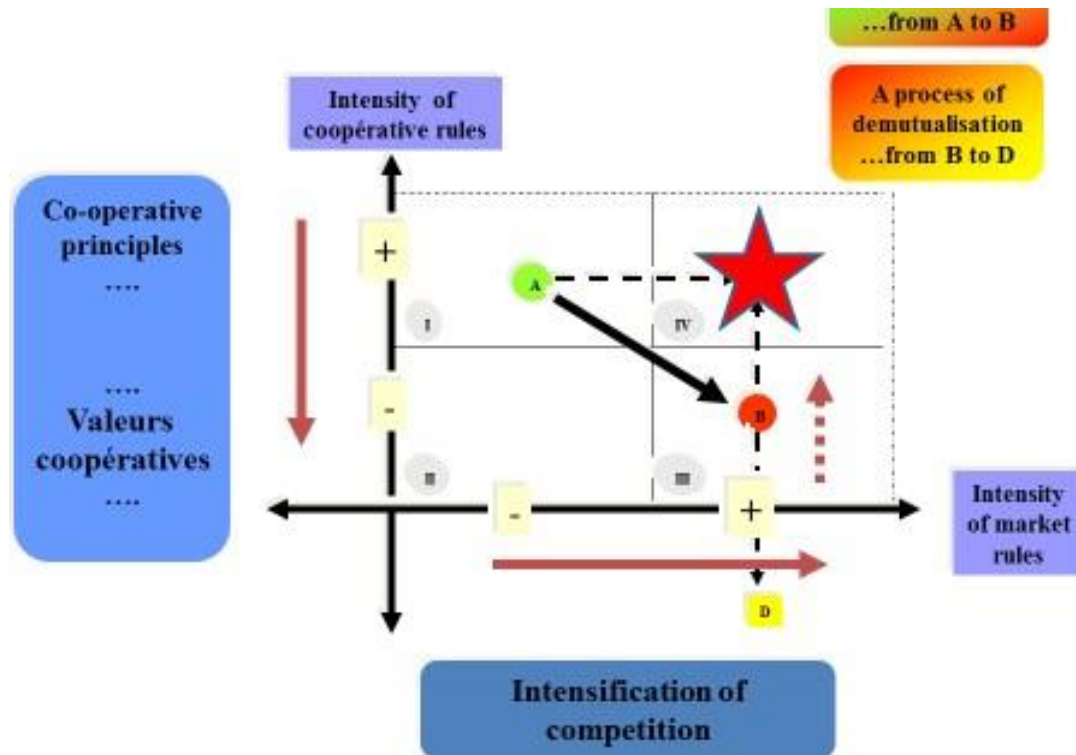 …from A to B
A process of
demutualisation
…from B to D
Intensity of
coopérative rules
Co-operative
principles
....
....
Valeurs
coopératives
....
+
A
I
IV
-
B
II
III
-
+
Intensity
of market
rules
D
Intensification of
competition